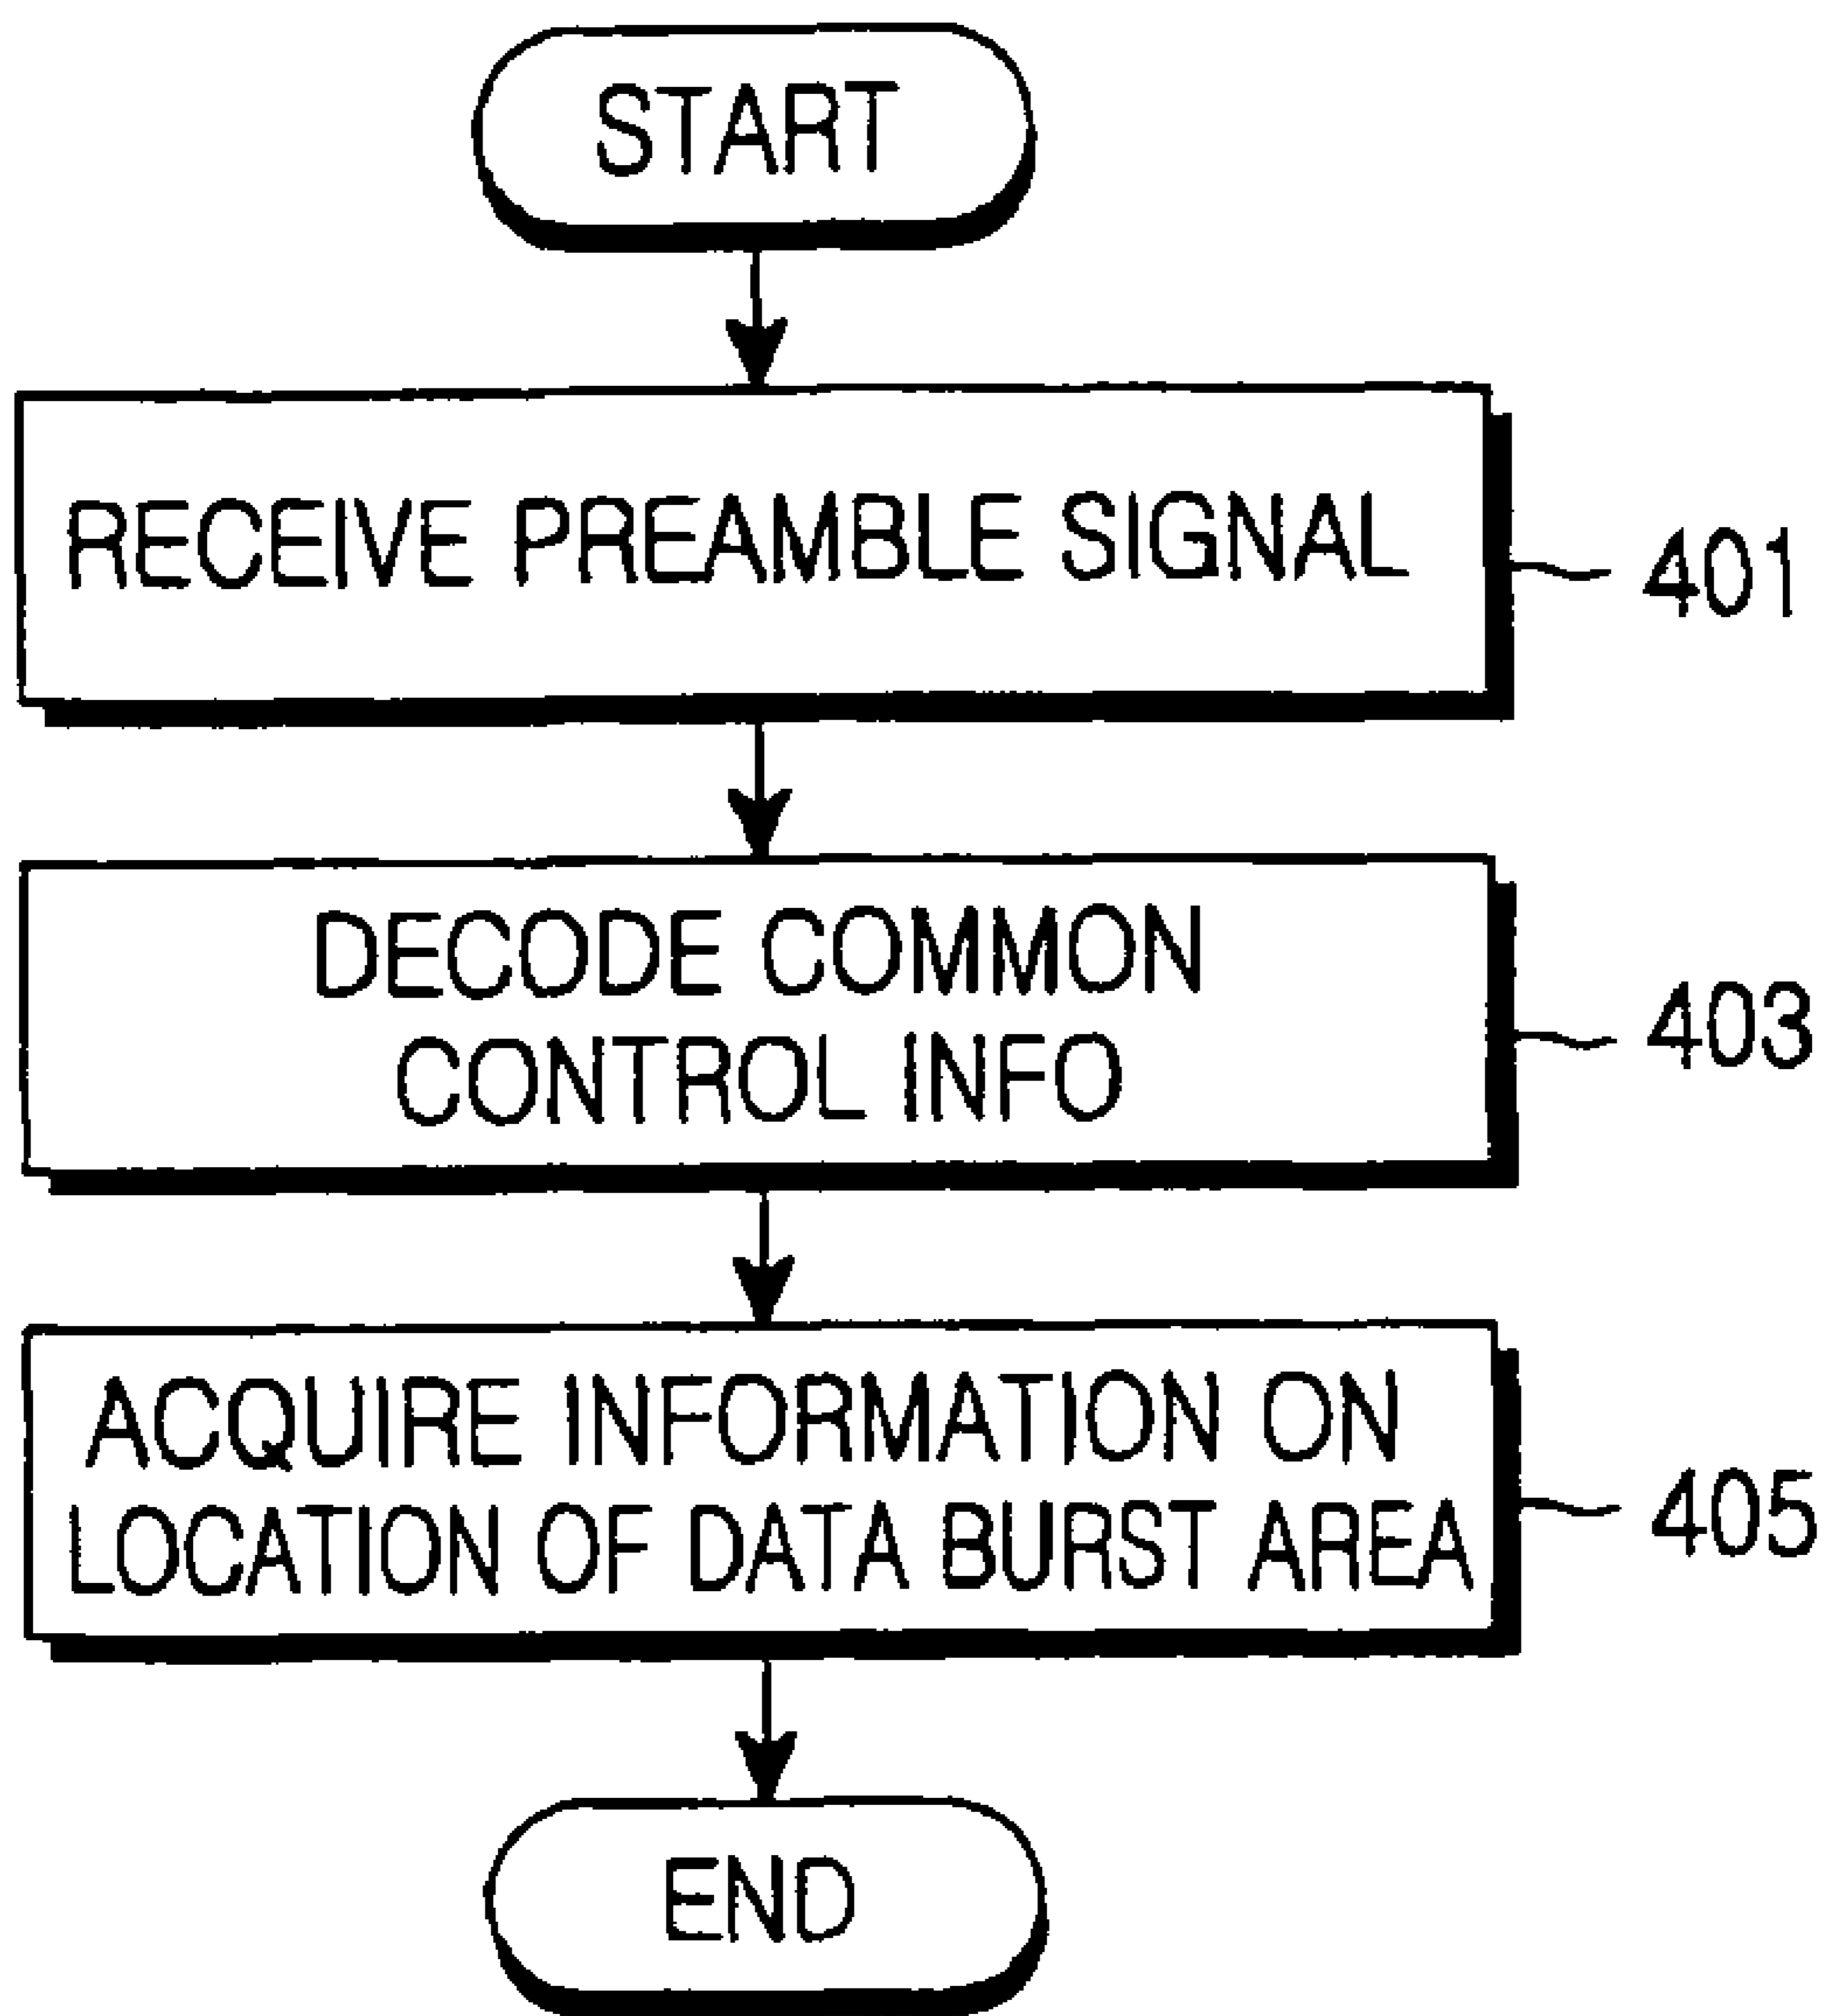 START
RECEIVE PREAMBLE SIGNAL
401
DECODE COMMON
CONTROL INFO
403
ACQUIRE INFORMATION ON
LOCATION OF DATA BURST AREA
405
END